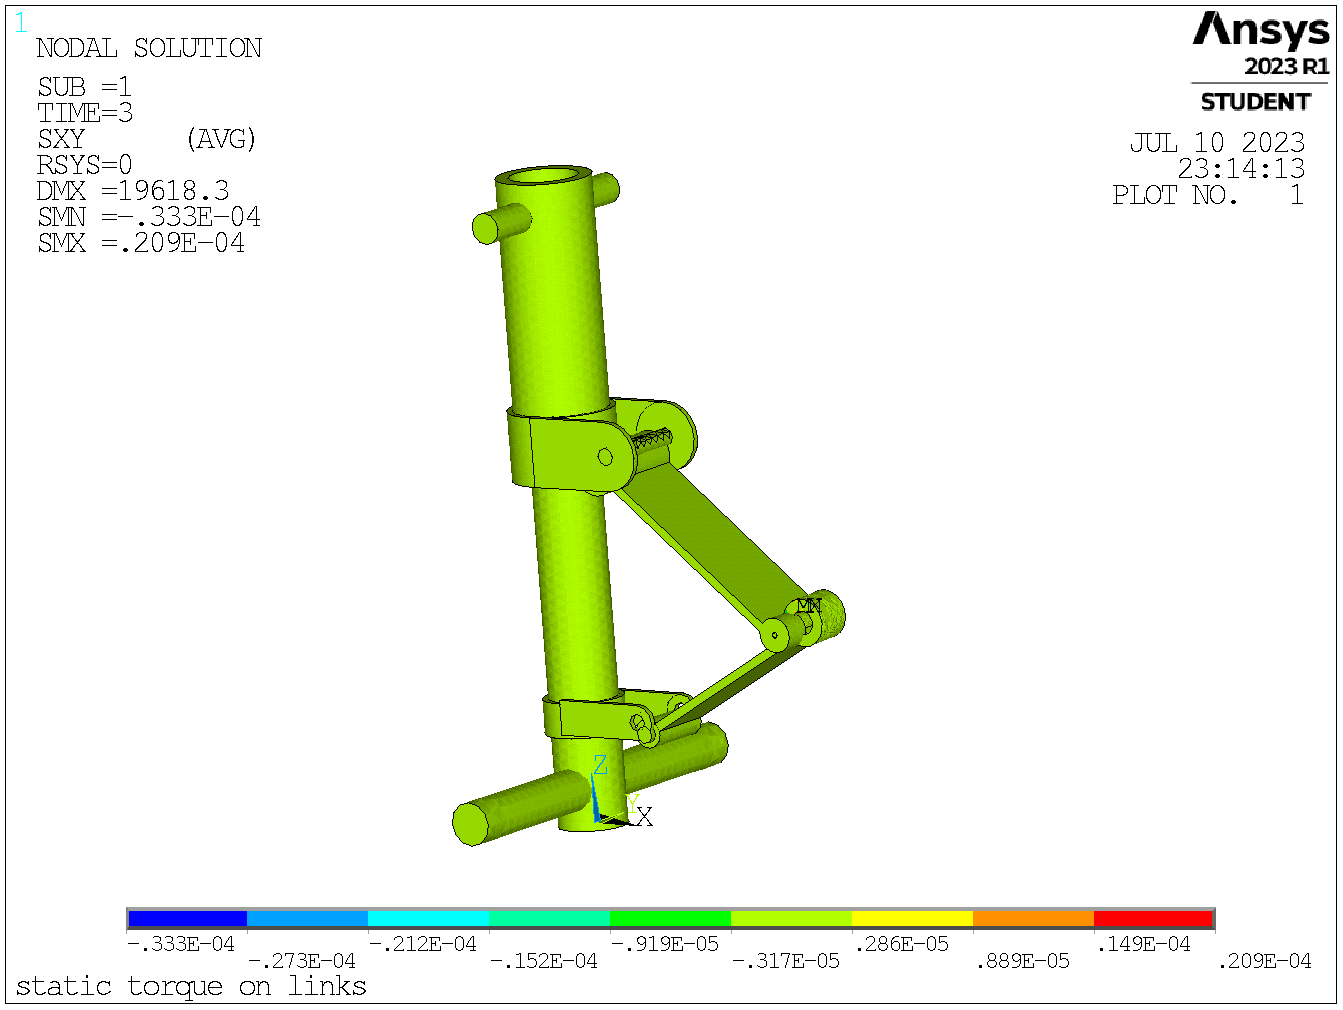 1
NODAL SOLUTION
SUB =1
TIME=3
SXY (AVG)
RSYS=0
DMX =19618.3
SMN =-.333E-04
SMX =.209E-04
Ansys
2023 R1
STUDENT
JUL 10 2023
23:14:13
PLOT NO. 1
MN
Z
Y
X
-.333E-04
-.273E-04
-.212E-04
-.152E-04
-.919E-05
-.317E-05
.286E-05
.889E-05
.149E-04
.209E-04
static torque on links